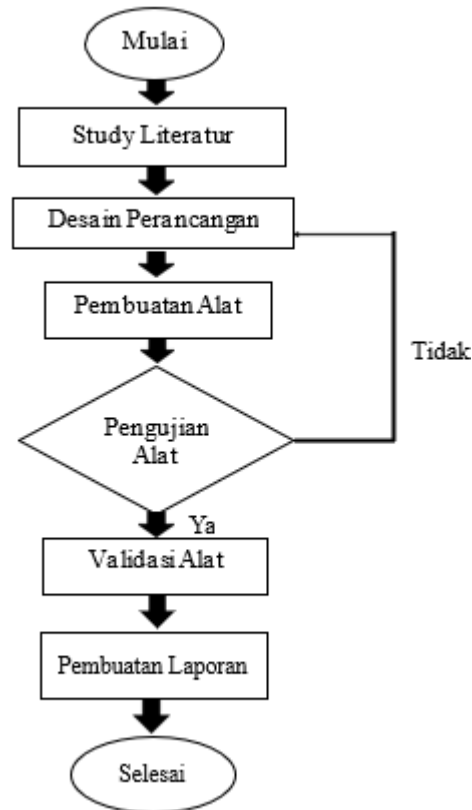 Mulai
Study Literatur
Desain Perancangan
Pembuatan Alat
Tidak
Pengujian
Alat
Ya
Validasi Alat
Pembuatan Laporan
Selesai